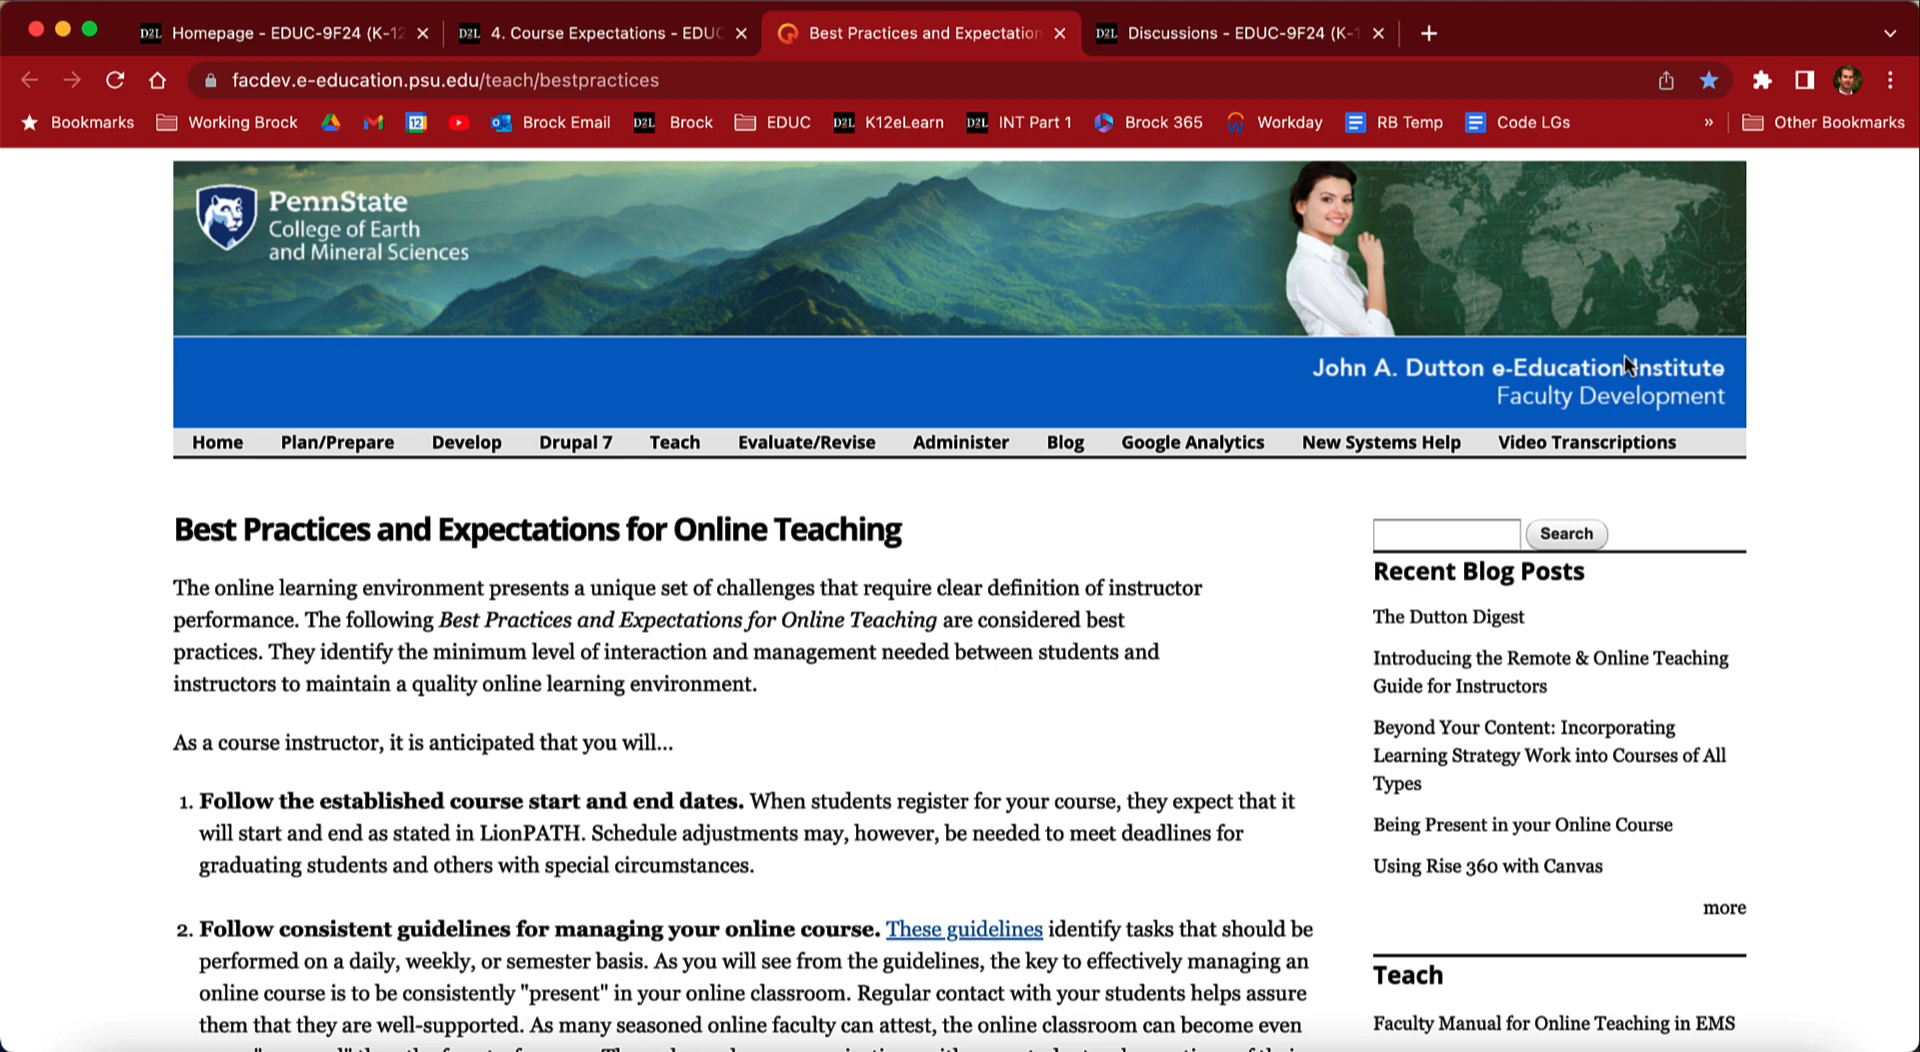 Homepage - EDUC-9F24 (K-12
4. Course Expectations - EDUC
Best Practices and Expectation
Discussions - EDUC-9F24 (K-1
facdev.e-education.psu.edu/teach/bestpractices
Bookmarks
Working Brock
12
Brock Email
D2L
Brock
EDUC
D2L
K12eLearn
D2L
INT Part 1
Brock 365
Workday
RB Temp
Code LGs
»
Other Bookmarks
PennState
College of Earth
and Mineral Sciences
John A. Dutton e-Education Institute
Faculty Development
Home
Plan/Prepare
Develop
Drupal 7
Teach
Evaluate/Revise
Administer
Blog
Google Analytics
New Systems Help
Video Transcriptions
Best Practices and Expectations for Online Teaching
The online learning environment presents a unique set of challenges that require clear definition of instructor
performance. The following Best Practices and Expectations for Online Teaching are considered best
practices. They identify the minimum level of interaction and management needed between students and
instructors to maintain a quality online learning environment.
As a course instructor, it is anticipated that you will...
1. Follow the established course start and end dates. When students register for your course, they expect that it
will start and end as stated in LionPATH. Schedule adjustments may, however, be needed to meet deadlines for
graduating students and others with special circumstances.
2. Follow consistent guidelines for managing your online course. These guidelines identify tasks that should be
performed on a daily, weekly, or semester basis. As you will see from the guidelines, the key to effectively managing an
online course is to be consistently "present" in your online classroom. Regular contact with your students helps assure
them that they are well-supported. As many seasoned online faculty can attest, the online classroom can become even
Search
Recent Blog Posts
The Dutton Digest
Introducing the Remote & Online Teaching
Guide for Instructors
Beyond Your Content: Incorporating
Learning Strategy Work into Courses of All
Types
Being Present in your Online Course
Using Rise 360 with Canvas
more
Teach
Faculty Manual for Online Teaching in EMS